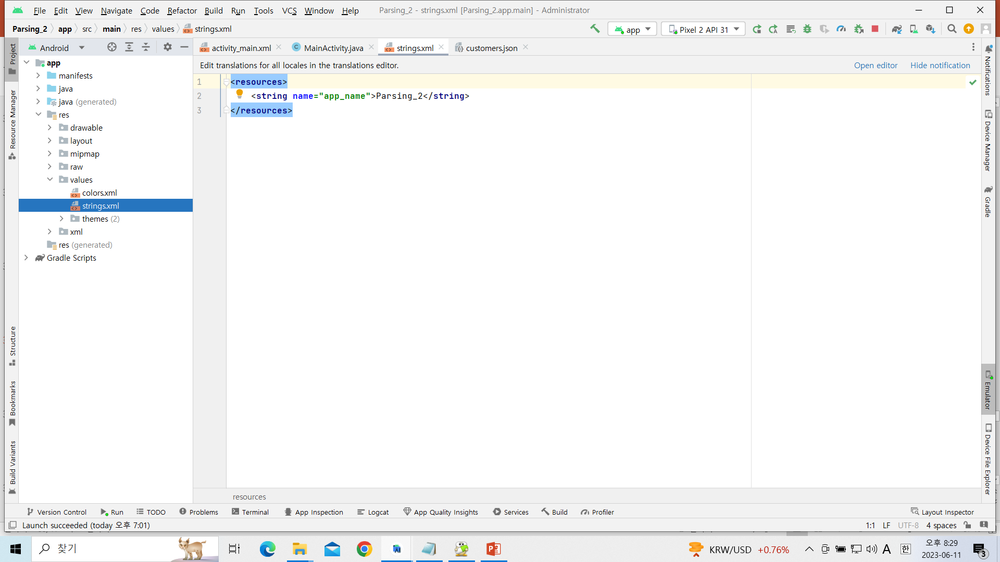 File Edit View Navigate Code Refactor Build Run Tools VCS Window Help Parsing_2 - strings.xml [Parsing_2.app.main] - Administrator
Parsing_2 app src main res values strings.xml app Pixel 2 API 31
Android activity_main.xml MainActivity.java strings.xml customers.json
Edit translations for all locales in the translations editor. Open editor Hide notification
Project
Resource Manager
Structure
Bookmarks
Build Variants
app
manifests
java
java (generated)
res
drawable
layout
mipmap
raw
values
colors.xml
strings.xml
themes (2)
xml
res (generated)
Gradle Scripts
1 <resources>
2 <string name="app_name">Parsing_2</string>
3 </resources>
Notifications
Device Manager
Gradle
Emulator
Device File Explorer
resources
Version Control Run TODO Problems Terminal App Inspection Logcat App Quality Insights Services Build Profiler Layout Inspector
Launch succeeded (today 오후 7:01) 1:1 LF UTF-8 4 spaces
찾기 KRW/USD +0.76% A 한 오후 8:29
2023-06-11 3